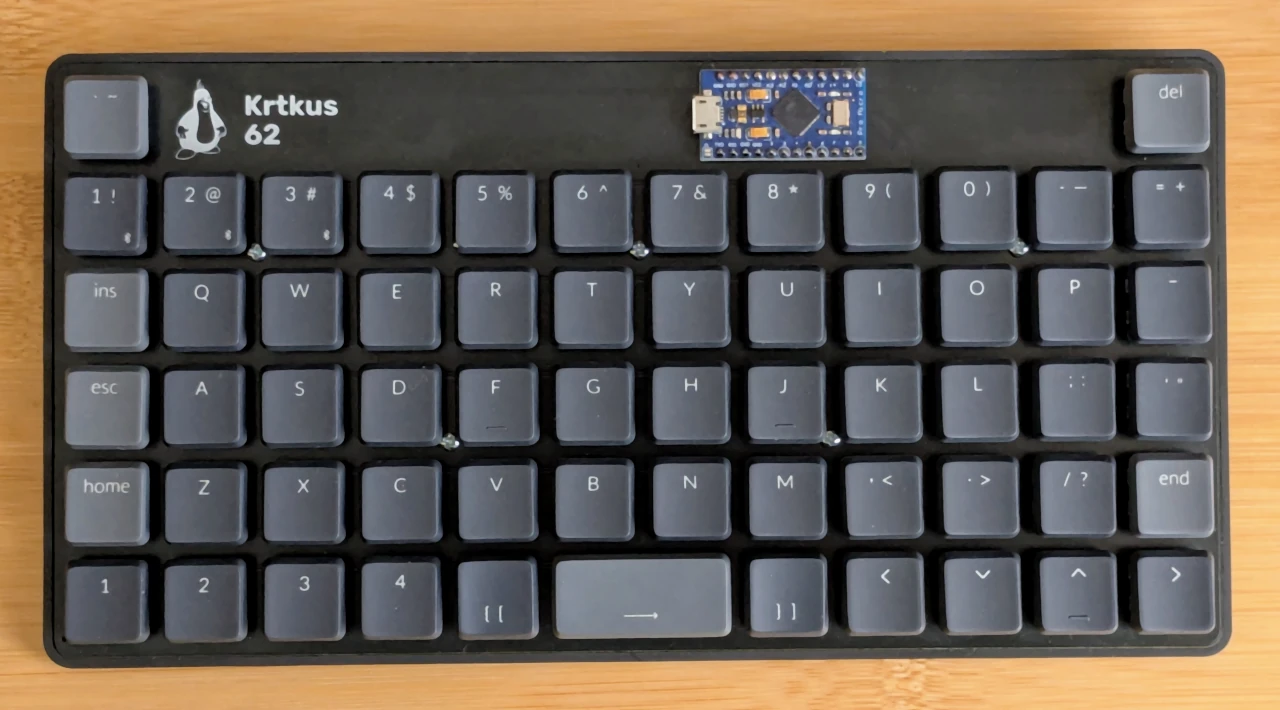 Krtkus
62
del
1 ! 2 @ 3 # 4 $ 5 % 6 ^ 7 & 8 * 9 ( 0 ) - _ = +
ins Q W E R T Y U I O P
esc A S D F G H J K L ; :
home Z X C V B N M , < . > / ? end
1 2 3 4 [ [ ] ] < ^ >